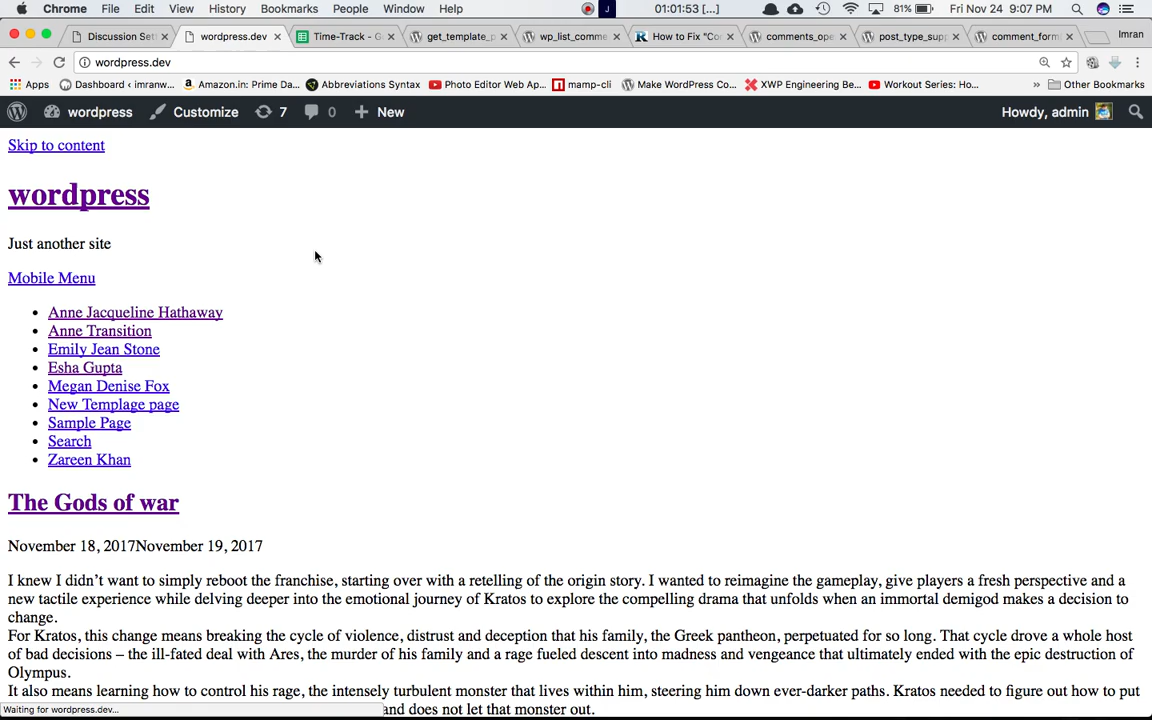 Chrome File Edit View History Bookmarks People Window Help J 01:01:53 [...] 81% Fri Nov 24 9:07 PM
Discussion Set wordpress.dev Time-Track - G get_template_p wp_list_comme How to Fix "Con comments_ope post_type_supp comment_form Imran
wordpress.dev
Apps Dashboard ‹ imranw... Amazon.in: Prime Da... Abbreviations Syntax Photo Editor Web Ap... mamp-cli Make WordPress Co... XWP Engineering Be... Workout Series: Ho... » Other Bookmarks
wordpress Customize 7 0 New Howdy, admin
Skip to content
wordpress
Just another site
Mobile Menu
Anne Jacqueline Hathaway
Anne Transition
Emily Jean Stone
Esha Gupta
Megan Denise Fox
New Templage page
Sample Page
Search
Zareen Khan
The Gods of war
November 18, 2017November 19, 2017
I knew I didn't want to simply reboot the franchise, starting over with a retelling of the origin story. I wanted to reimagine the gameplay, give players a fresh perspective and a
new tactile experience while delving deeper into the emotional journey of Kratos to explore the compelling drama that unfolds when an immortal demigod makes a decision to
change.
For Kratos, this change means breaking the cycle of violence, distrust and deception that his family, the Greek pantheon, perpetuated for so long. That cycle drove a whole host
of bad decisions – the ill-fated deal with Ares, the murder of his family and a rage fueled descent into madness and vengeance that ultimately ended with the epic destruction of
Olympus.
It also means learning how to control his rage, the intensely turbulent monster that lives within him, steering him down ever-darker paths. Kratos needed to figure out how to put
and does not let that monster out.
Waiting for wordpress.dev...